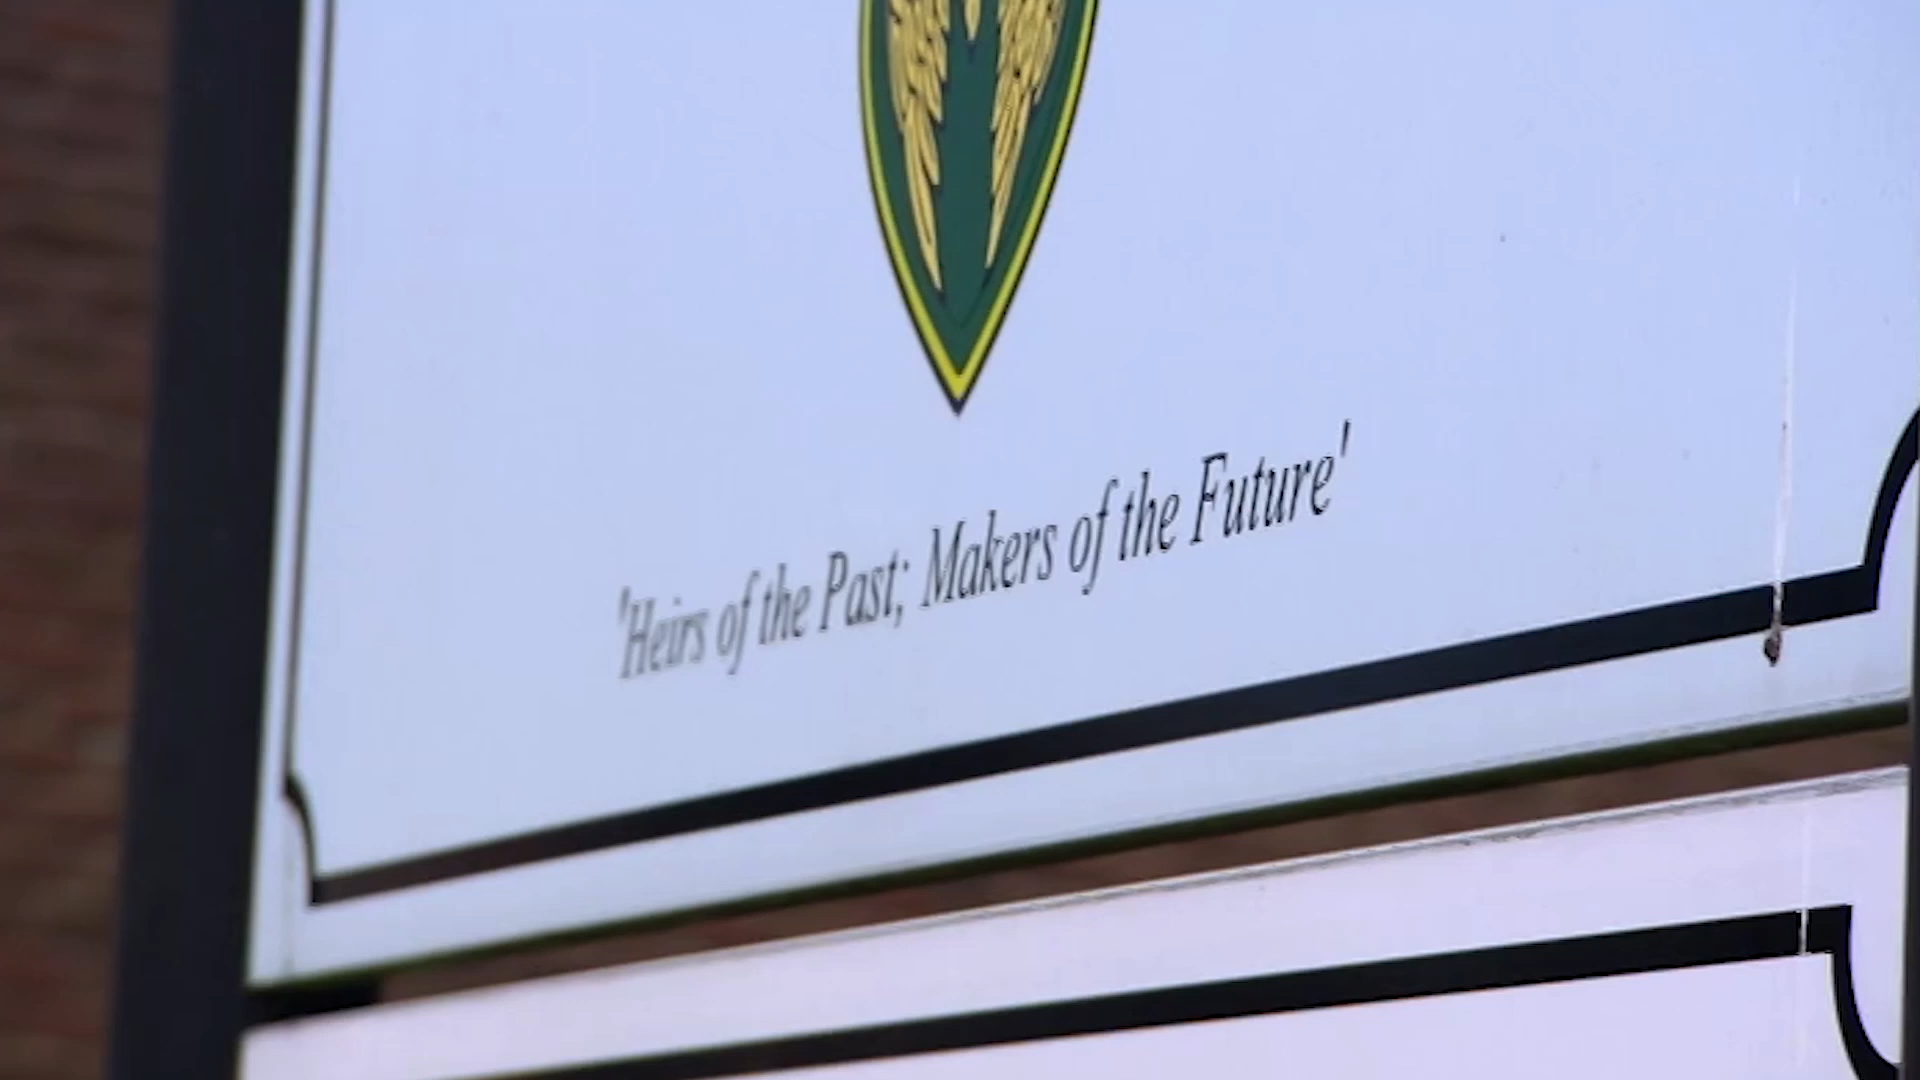 'Heirs of the Past; Makers of the Future'